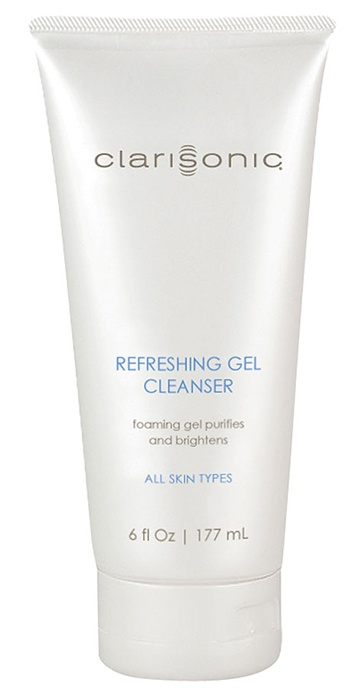 clarisonic
REFRESHING GEL
CLEANSER
foaming gel purifies
and brightens
ALL SKIN TYPES
6 fl Oz | 177 mL